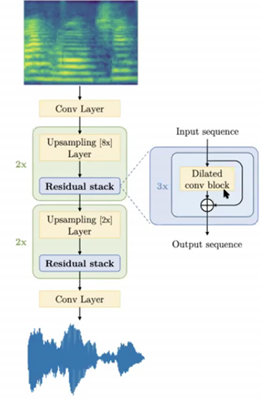 Conv Layer
2x
Upsampling [8x]
Layer
Residual stack
2x
Upsampling [2x]
Layer
Residual stack
Conv Layer
Input sequence
3x
Dilated
conv block
Output sequence